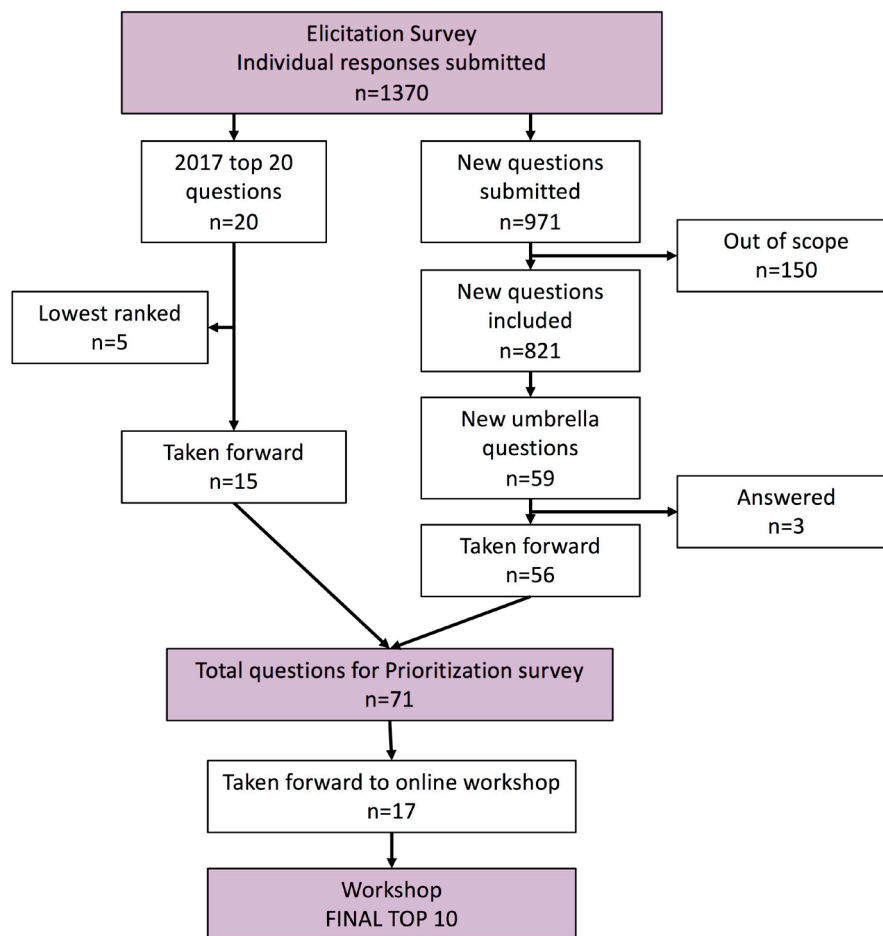 Elicitation Survey
Individual responses submitted
n=1370
2017 top 20
questions
n=20
New questions
submitted
n=971
Out of scope
n=150
Lowest ranked
n=5
New questions
included
n=821
New umbrella
questions
n=59
Taken forward
n=15
Answered
n=3
Taken forward
n=56
Total questions for Prioritization survey
n=71
Taken forward to online workshop
n=17
Workshop
FINAL TOP 10